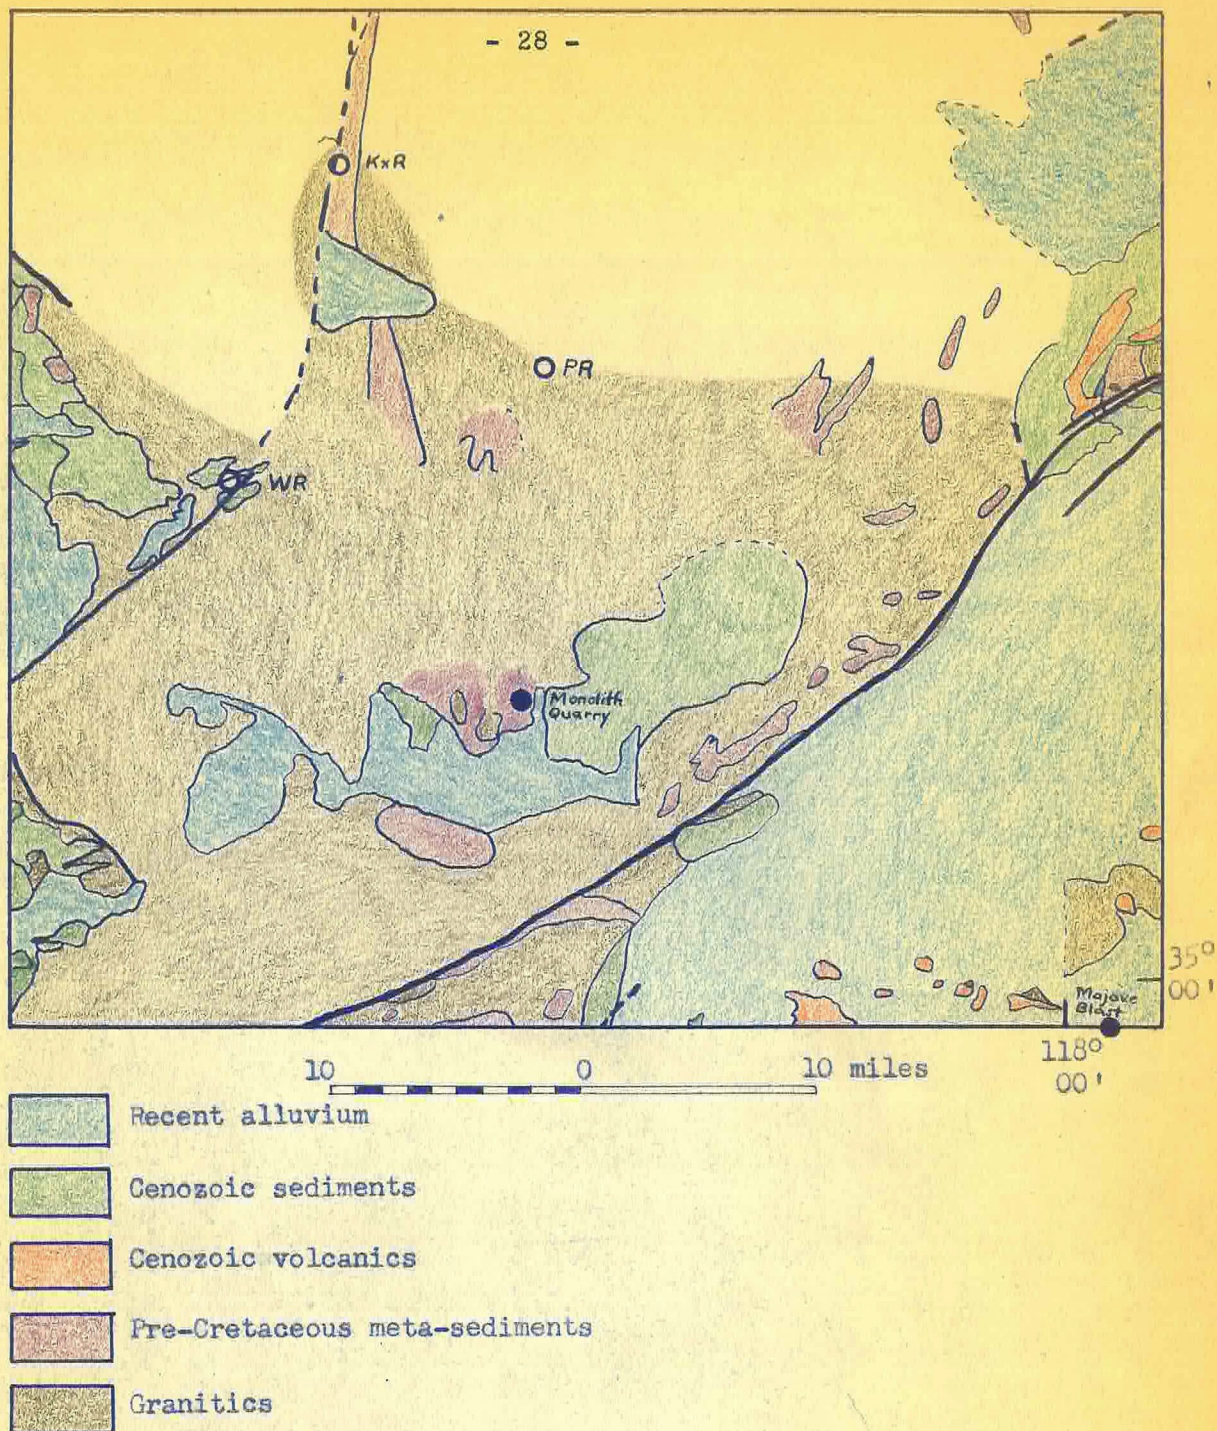 - 28 -
KxR
PR
WR
Monolith
Quarry
35°
00'
Mojave
Blast
118°
00'
10 0 10 miles
Recent alluvium
Cenozoic sediments
Cenozoic volcanics
Pre-Cretaceous meta-sediments
Granitics